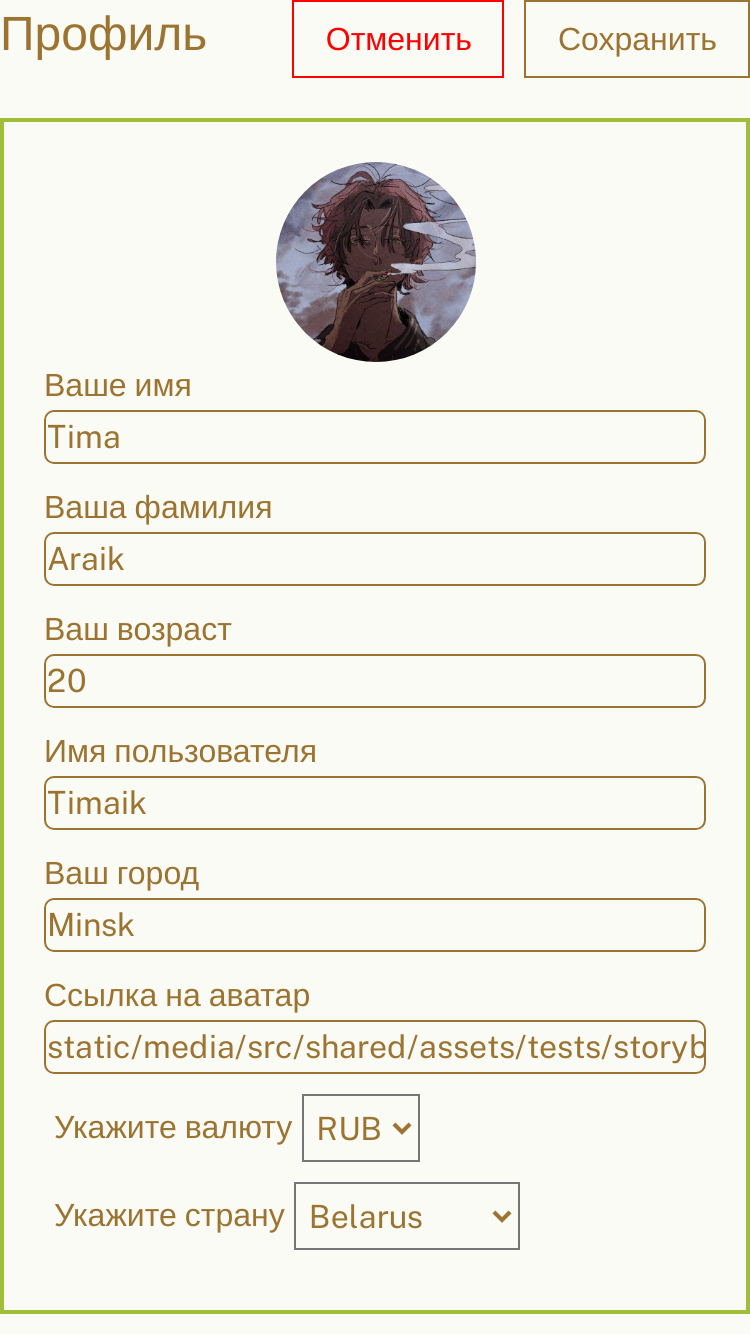 Профиль
Отменить
Сохранить
Ваше имя
Tima
Ваша фамилия
Araik
Ваш возраст
20
Имя пользователя
Timaik
Ваш город
Minsk
Ссылка на аватар
static/media/src/shared/assets/tests/storyb
Укажите валюту RUB
Укажите страну Belarus